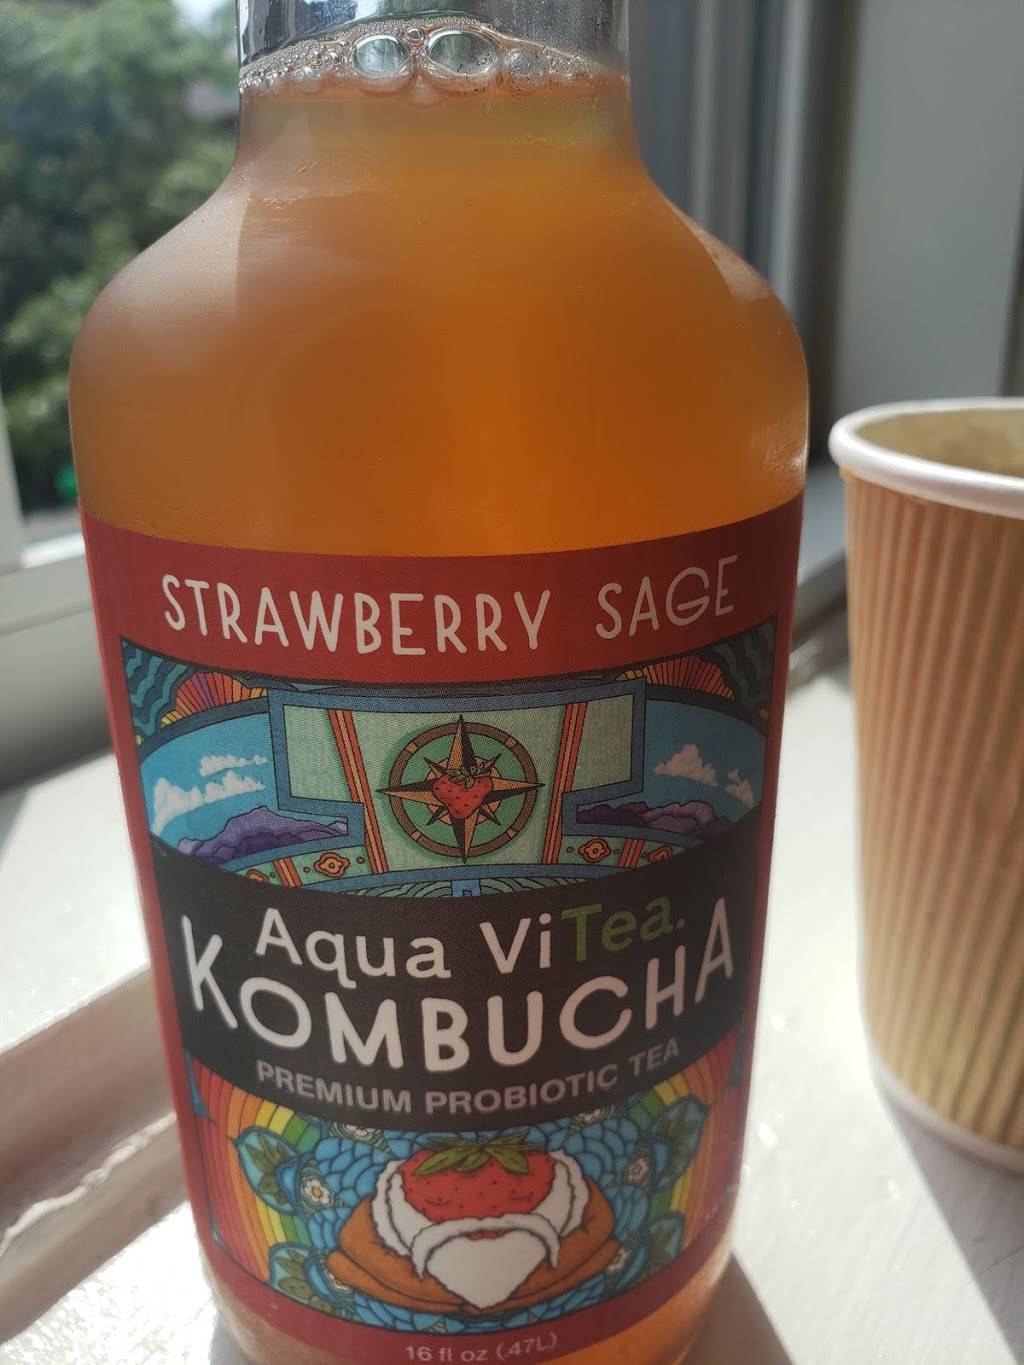 STRAWBERRY SAGE
Aqua ViTea.
KOMBUCHA
PREMIUM PROBIOTIC TEA
16 fl oz (.47L)